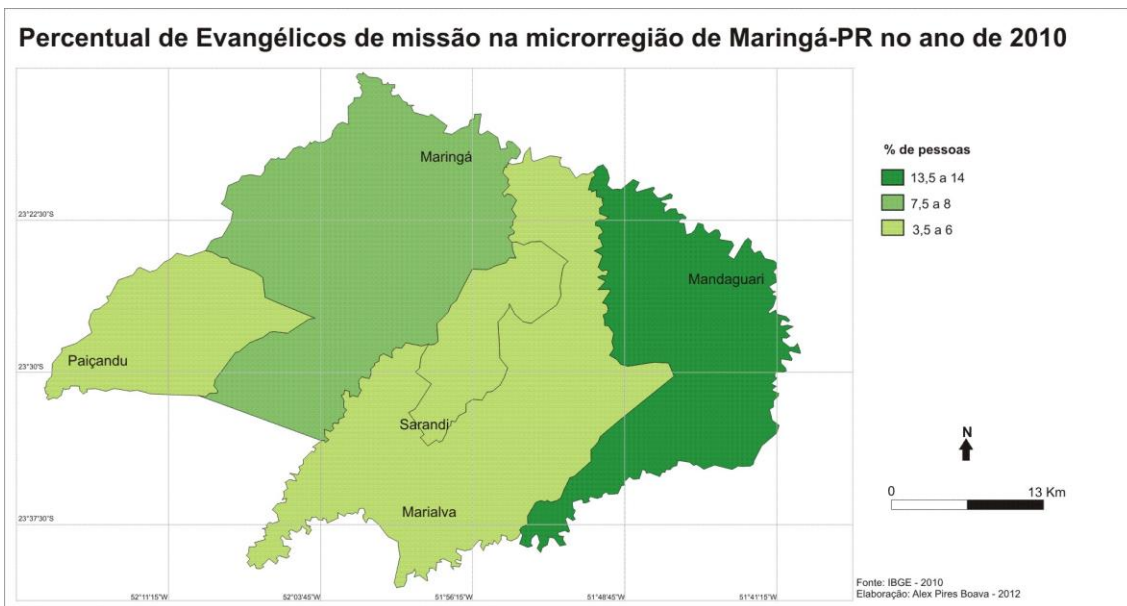 Percentual de Evangélicos de missão na microrregião de Maringá-PR no ano de 2010
Maringá
% de pessoas
13,5 a 14
7,5 a 8
3,5 a 6
23°22'30"S
Mandaguari
Paiçandu
23°30'S
Sarandi
N
0 13 Km
Marialva
23°37'30"S
Fonte: IBGE - 2010
Elaboração: Alex Pires Boava - 2012
52°11'15"W 52°03'45"W 51°56'15"W 51°48'45"W 51°41'15"W